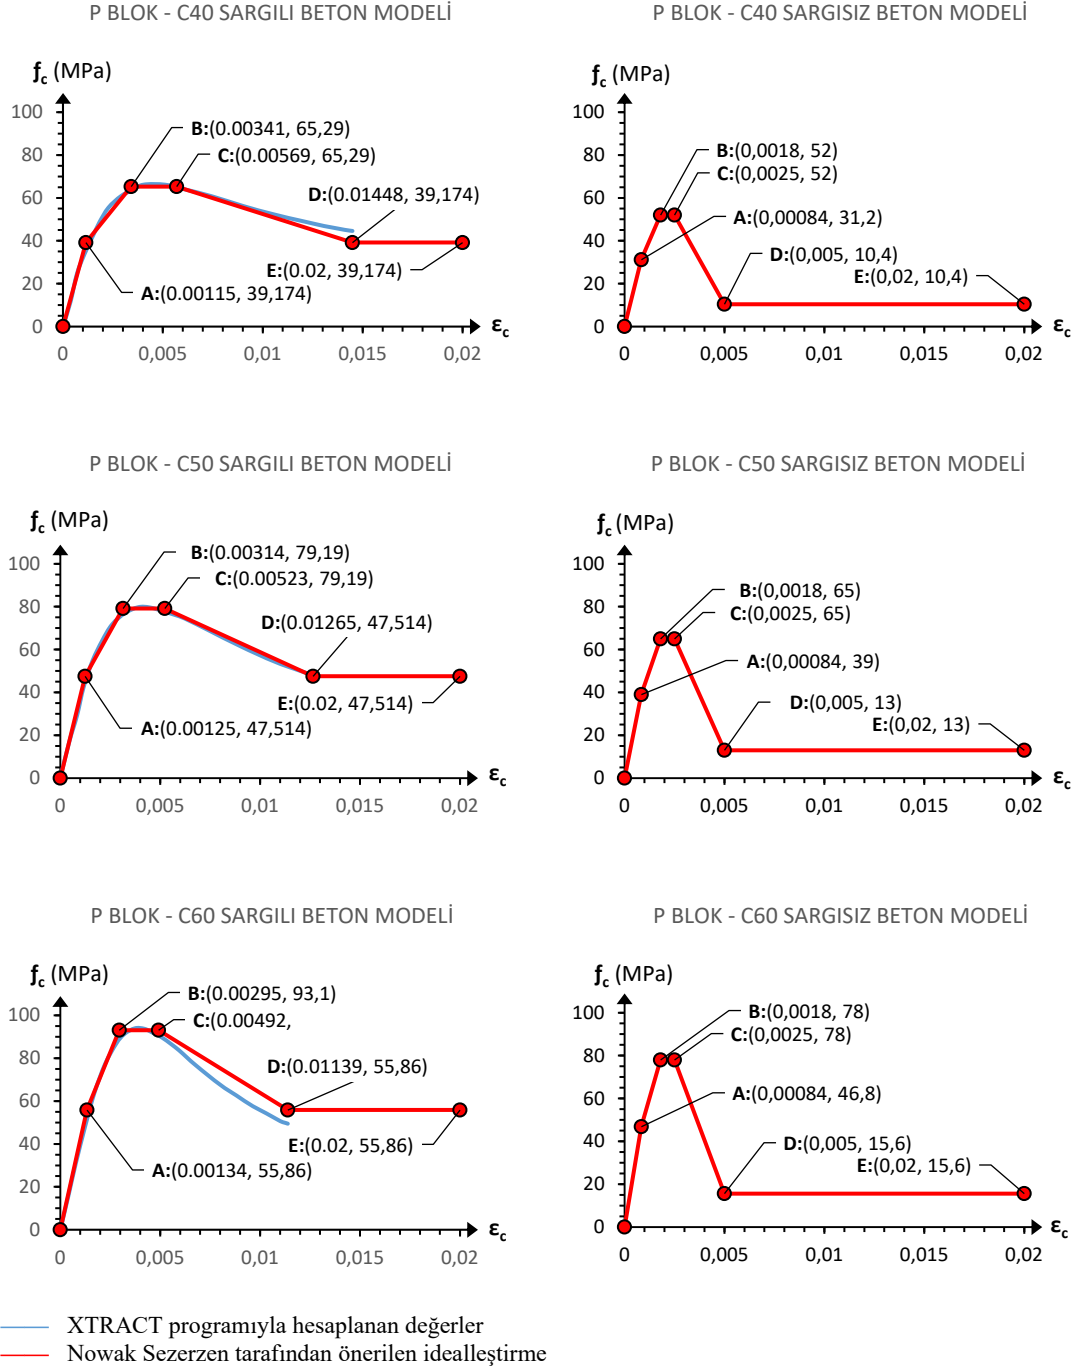 P BLOK - C40 SARGILI BETON MODELİ
ƒc (MPa)
100
80
60
40
20
0
B:(0.00341, 65,29)
C:(0.00569, 65,29)
D:(0.01448, 39,174)
E:(0.02, 39,174)
A:(0.00115, 39,174)
εc
0 0,005 0,01 0,015 0,02
P BLOK - C40 SARGISIZ BETON MODELİ
ƒc (MPa)
100
80
60
40
20
0
B:(0,0018, 52)
C:(0,0025, 52)
A:(0,00084, 31,2)
D:(0,005, 10,4)
E:(0,02, 10,4)
εc
0 0,005 0,01 0,015 0,02
P BLOK - C50 SARGILI BETON MODELİ
ƒc (MPa)
100
80
60
40
20
0
B:(0.00314, 79,19)
C:(0.00523, 79,19)
D:(0.01265, 47,514)
E:(0.02, 47,514)
A:(0.00125, 47,514)
εc
0 0,005 0,01 0,015 0,02
P BLOK - C50 SARGISIZ BETON MODELİ
ƒc (MPa)
100
80
60
40
20
0
B:(0,0018, 65)
C:(0,0025, 65)
A:(0,00084, 39)
D:(0,005, 13)
E:(0,02, 13)
εc
0 0,005 0,01 0,015 0,02
P BLOK - C60 SARGILI BETON MODELİ
ƒc (MPa)
100
80
60
40
20
0
B:(0.00295, 93,1)
C:(0.00492,
D:(0.01139, 55,86)
E:(0.02, 55,86)
A:(0.00134, 55,86)
εc
0 0,005 0,01 0,015 0,02
P BLOK - C60 SARGISIZ BETON MODELİ
ƒc (MPa)
100
80
60
40
20
0
B:(0,0018, 78)
C:(0,0025, 78)
A:(0,00084, 46,8)
D:(0,005, 15,6)
E:(0,02, 15,6)
εc
0 0,005 0,01 0,015 0,02
XTRACT programıyla hesaplanan değerler
Nowak Sezerzen tarafından önerilen idealleştirme